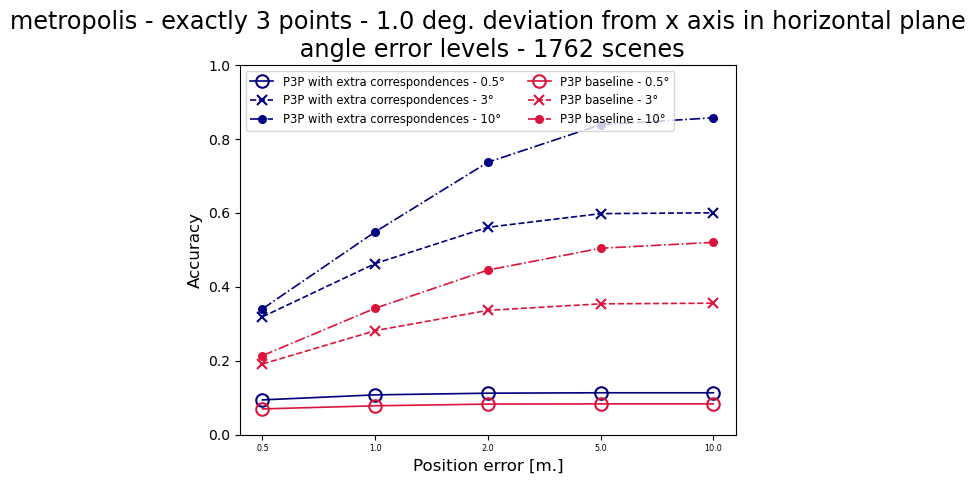 metropolis - exactly 3 points - 1.0 deg. deviation from x axis in horizontal plane
angle error levels - 1762 scenes
P3P with extra correspondences - 0.5°
P3P with extra correspondences - 3°
P3P with extra correspondences - 10°
P3P baseline - 0.5°
P3P baseline - 3°
P3P baseline - 10°
Accuracy
1.0
0.8
0.6
0.4
0.2
0.0
0.5
1.0
2.0
5.0
10.0
Position error [m.]